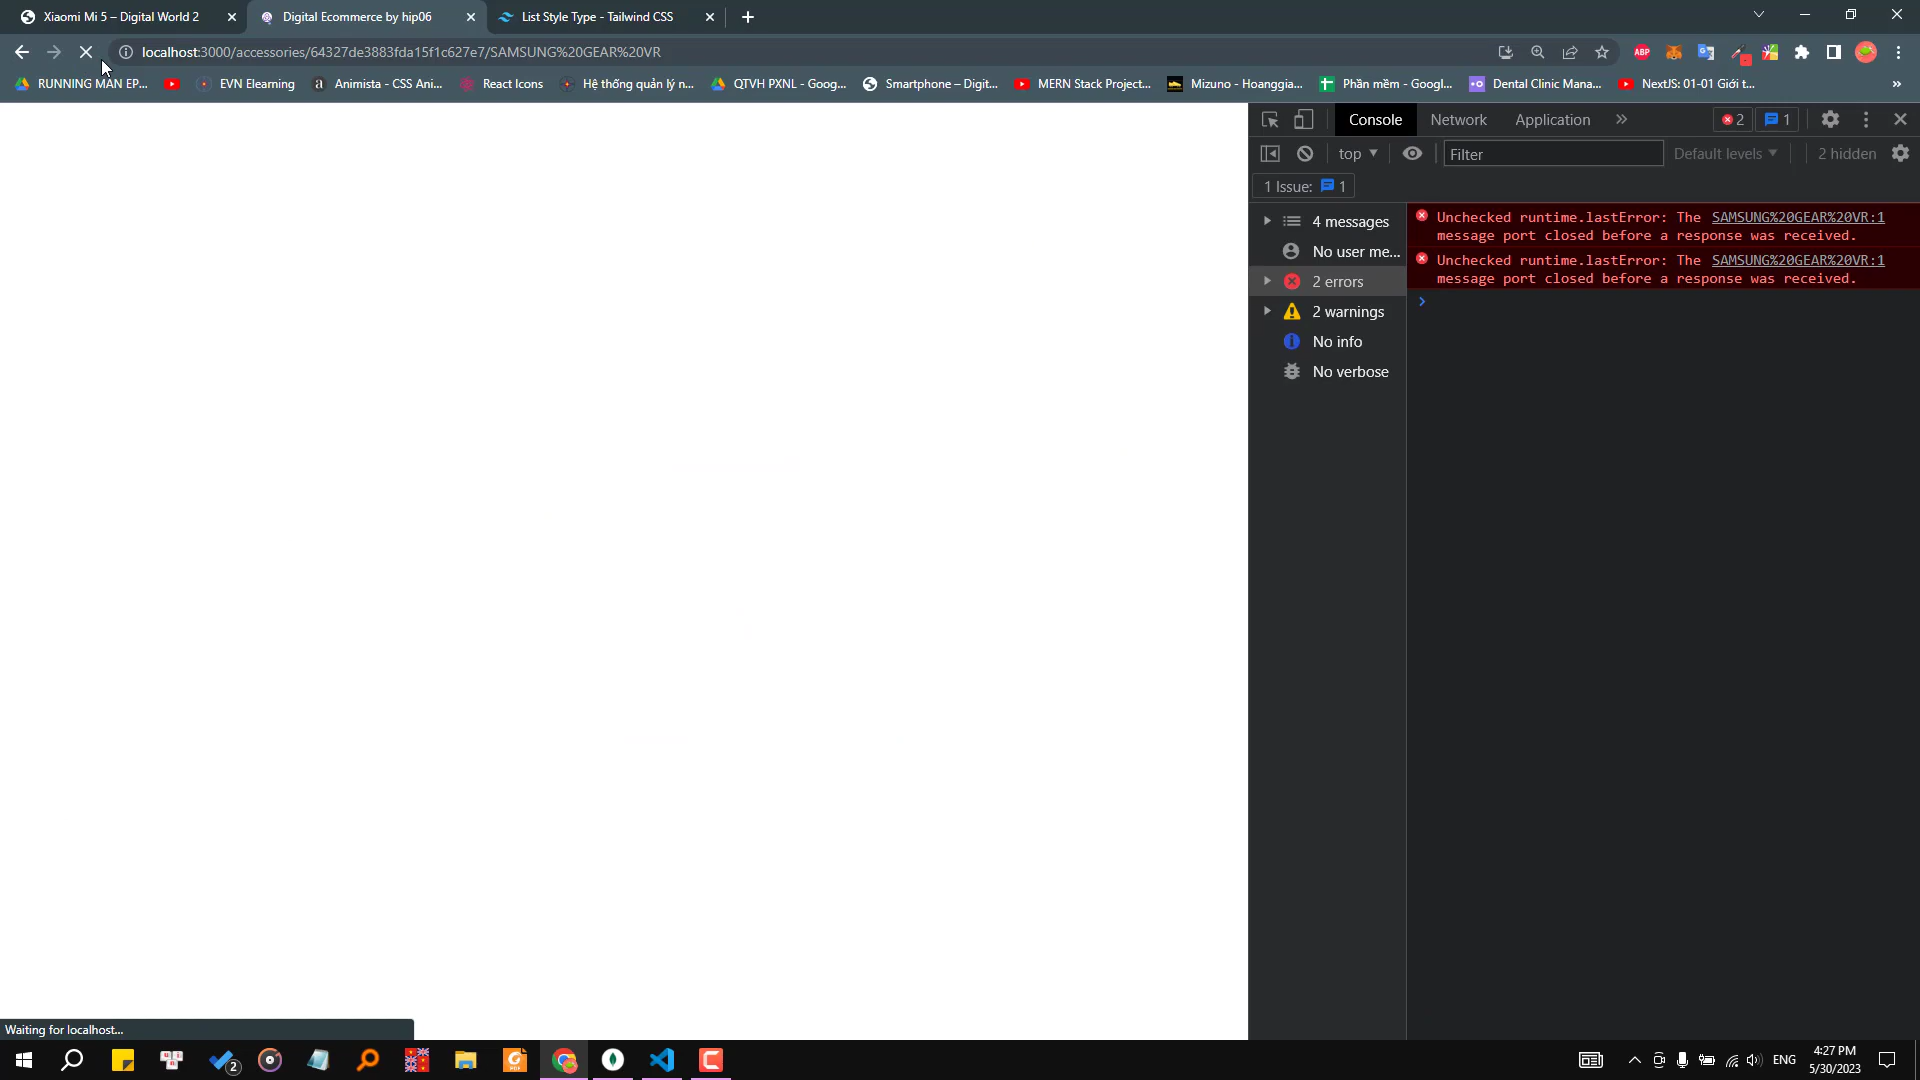 Xiaomi Mi 5 – Digital World 2
Digital Ecommerce by hip06
List Style Type - Tailwind CSS
localhost:3000/accessories/64327de3883fda15f1c627e7/SAMSUNG%20GEAR%20VR
ABP
RUNNING MAN EP...
EVN Elearning
a
Animista - CSS Ani...
React Icons
Hệ thống quản lý n...
QTVH PXNL - Goog...
Smartphone – Digit...
MERN Stack Project...
Mizuno - Hoanggia...
Phần mềm - Googl...
Dental Clinic Mana...
NextJS: 01-01 Giới t...
»
Console
Network
Application
»
2
1
top
Filter
Default levels
2 hidden
1 Issue:
1
4 messages
No user me...
2 errors
2 warnings
No info
No verbose
Unchecked runtime.lastError: The SAMSUNG%20GEAR%20VR:1
message port closed before a response was received.
Unchecked runtime.lastError: The SAMSUNG%20GEAR%20VR:1
message port closed before a response was received.
Waiting for localhost...
2
ENG
4:27 PM
5/30/2023